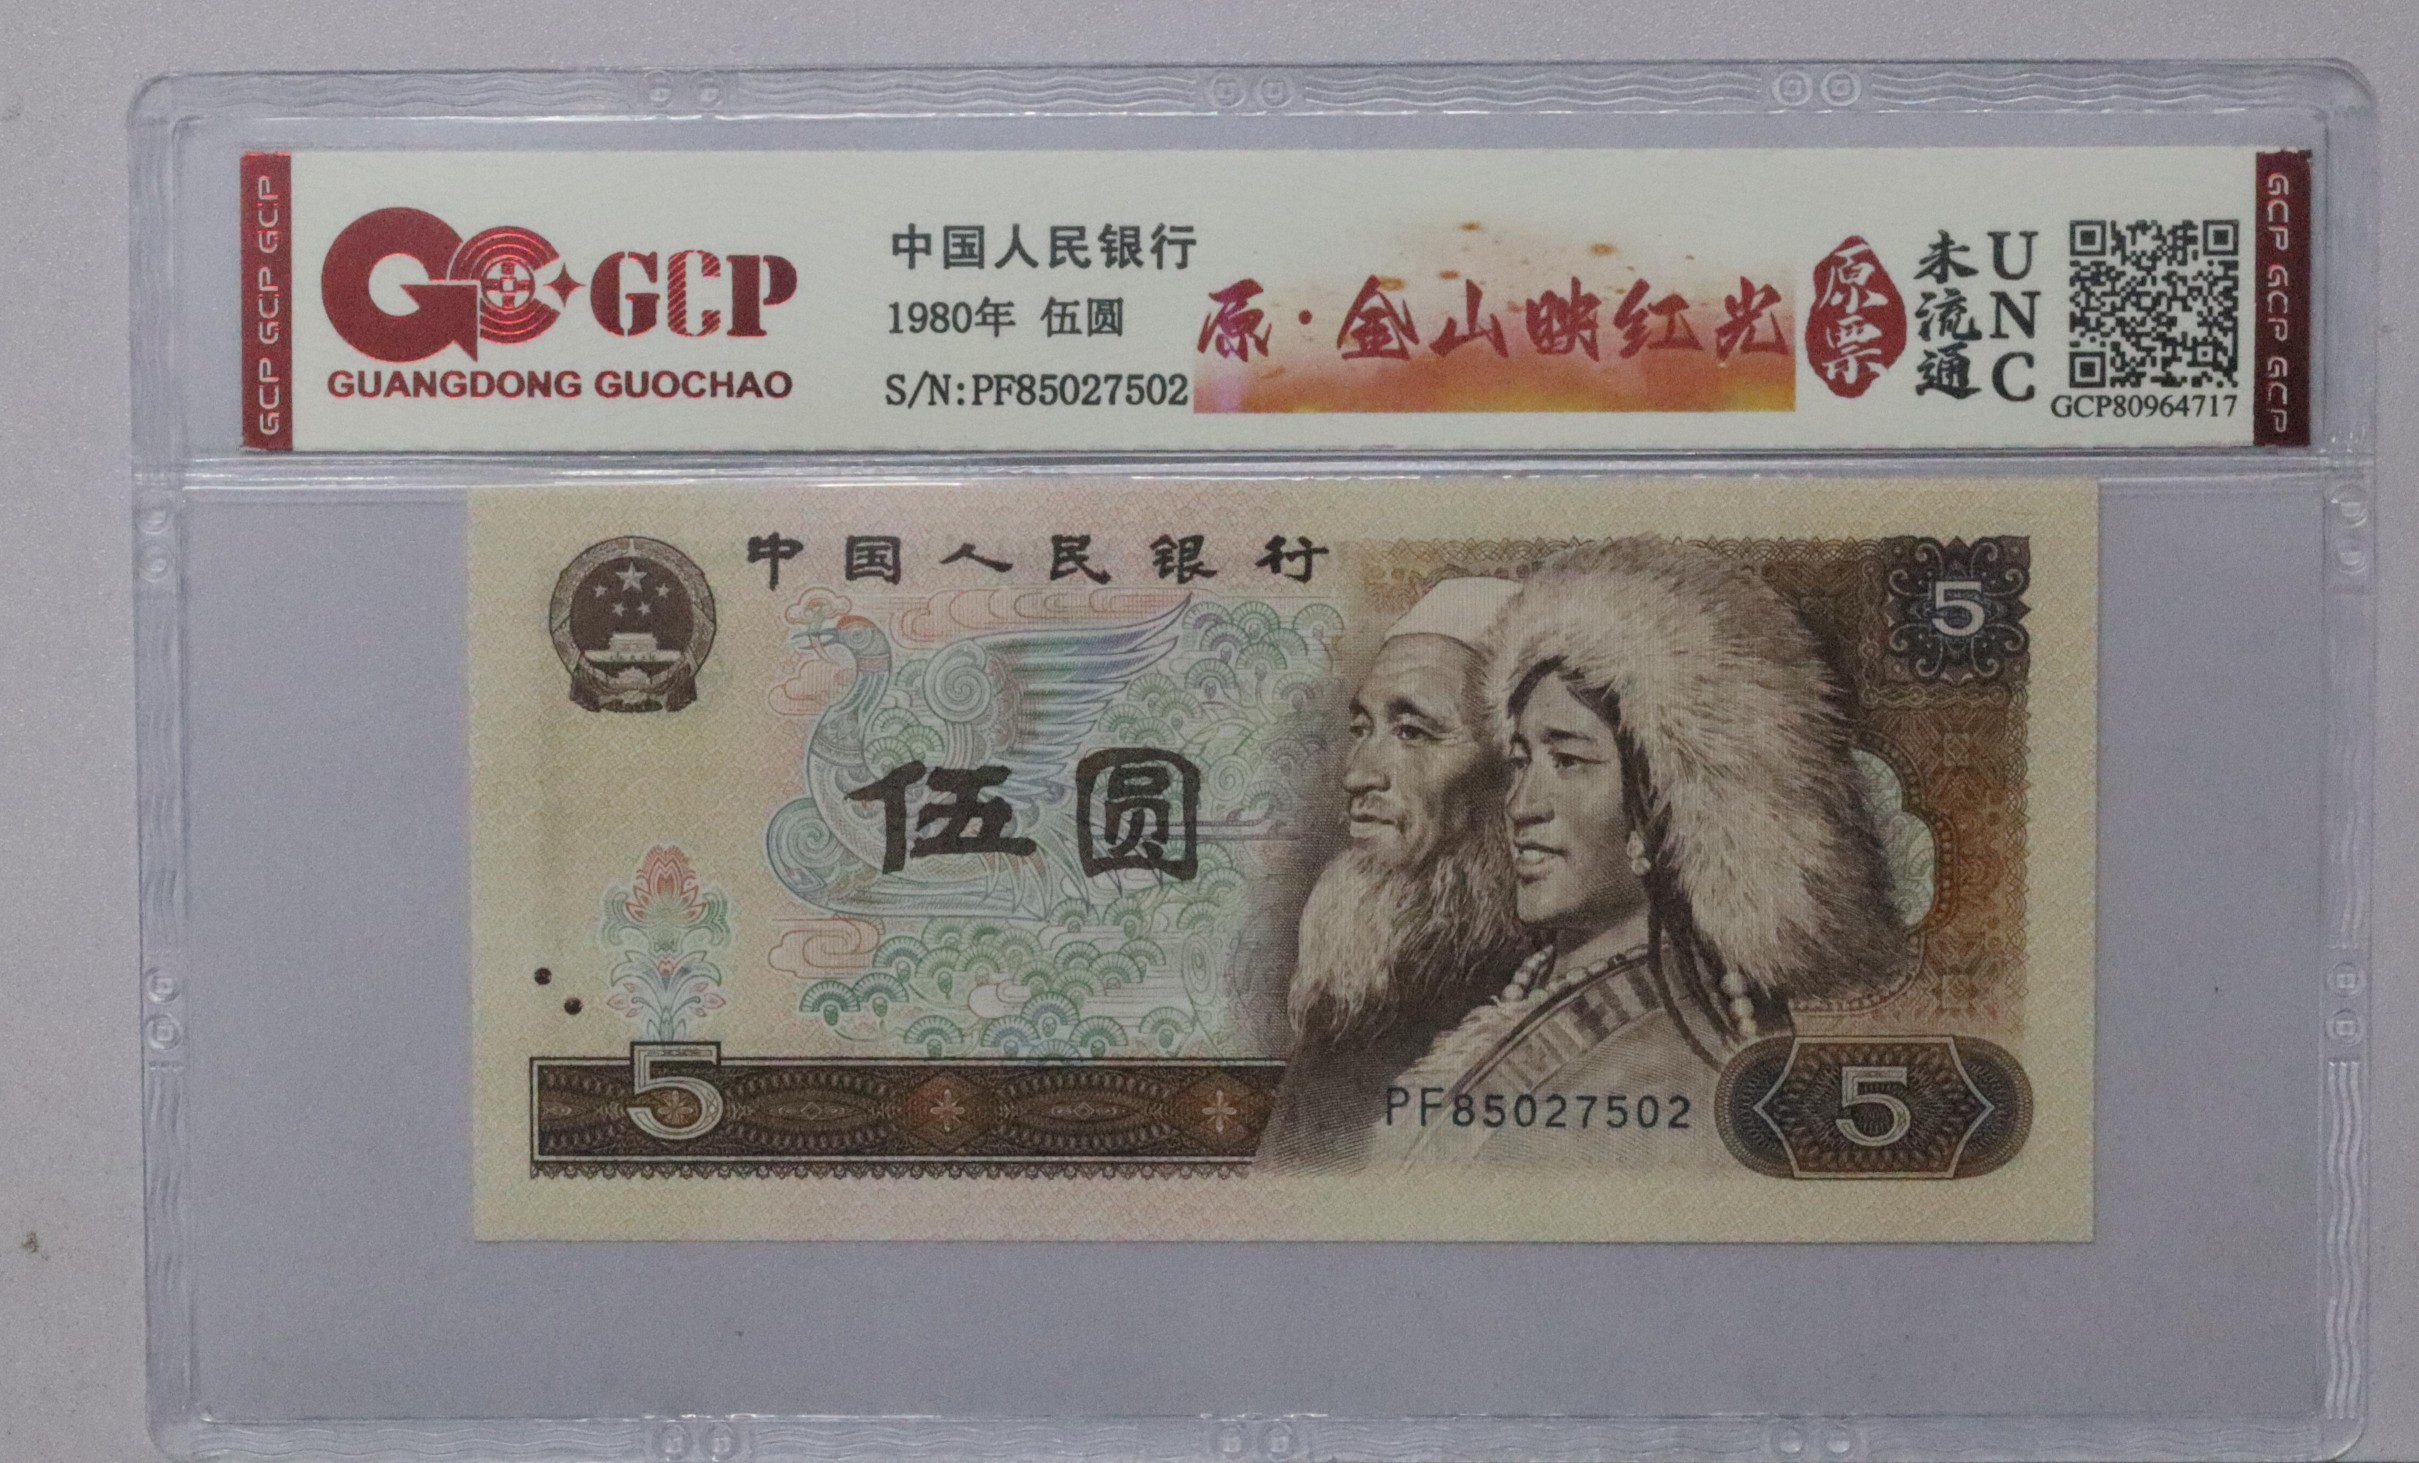 GCP GCP GCP
GCP
GUANGDONG GUOCHAO
中国人民银行
1980年 伍圆
S/N:PF85027502
原·金山映红光
原票
未流通
UNC
GCP80964717
GCP GCP GCP
中国人民银行
5
伍圆
5
PF85027502
5